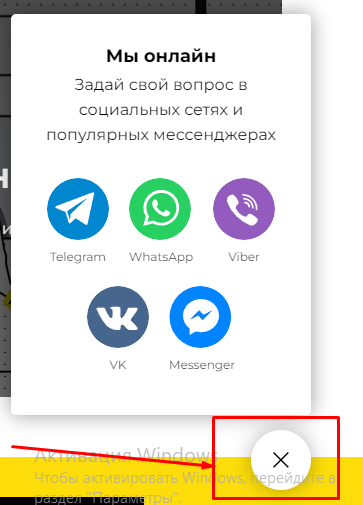 Мы онлайн
Задай свой вопрос в
социальных сетях и
популярных мессенджерах
Telegram
WhatsApp
Viber
VK
Messenger
Активация Windows
Чтобы активировать Windows, перейдите в
раздел "Параметры".